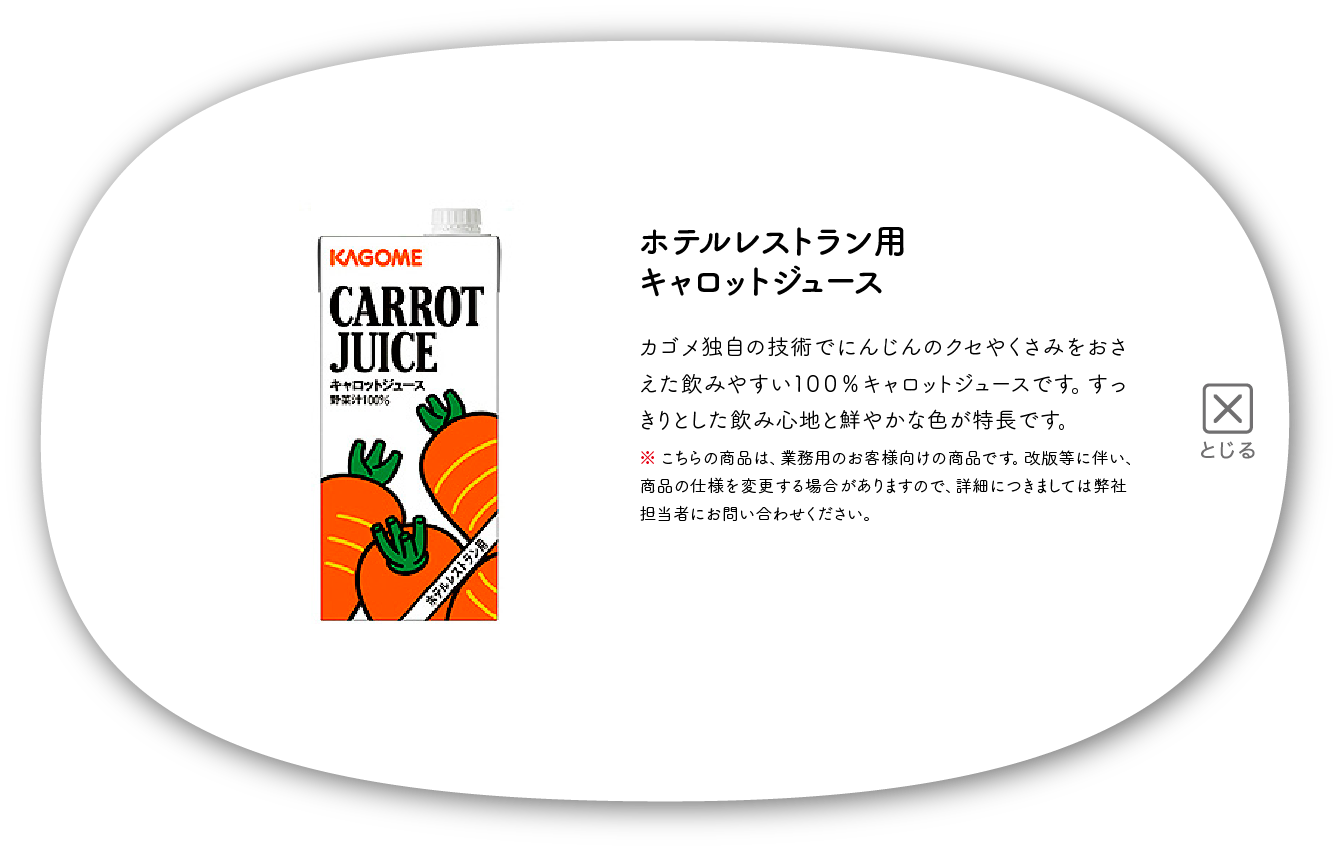 KAGOME
CARROT
JUICE
キャロットジュース
野菜汁100%
ホテルレストラン用
ホテルレストラン用
キャロットジュース
カゴメ独自の技術でにんじんのクセやくさみをおさ
えた飲みやすい100％キャロットジュースです。すっ
きりとした飲み心地と鮮やかな色が特長です。
※ こちらの商品は、業務用のお客様向けの商品です。改版等に伴い、
商品の仕様を変更する場合がありますので、詳細につきましては弊社
担当者にお問い合わせください。
とじる